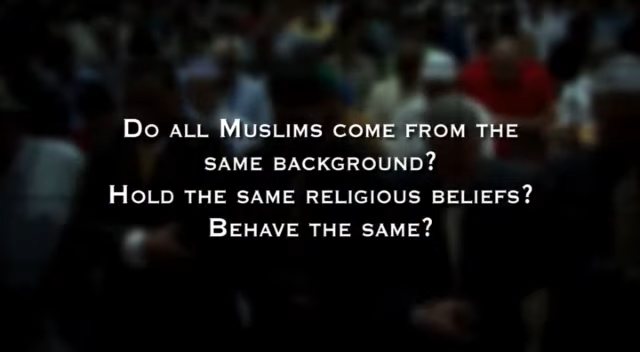 Do all Muslims come from the
same background?
Hold the same religious beliefs?
Behave the same?